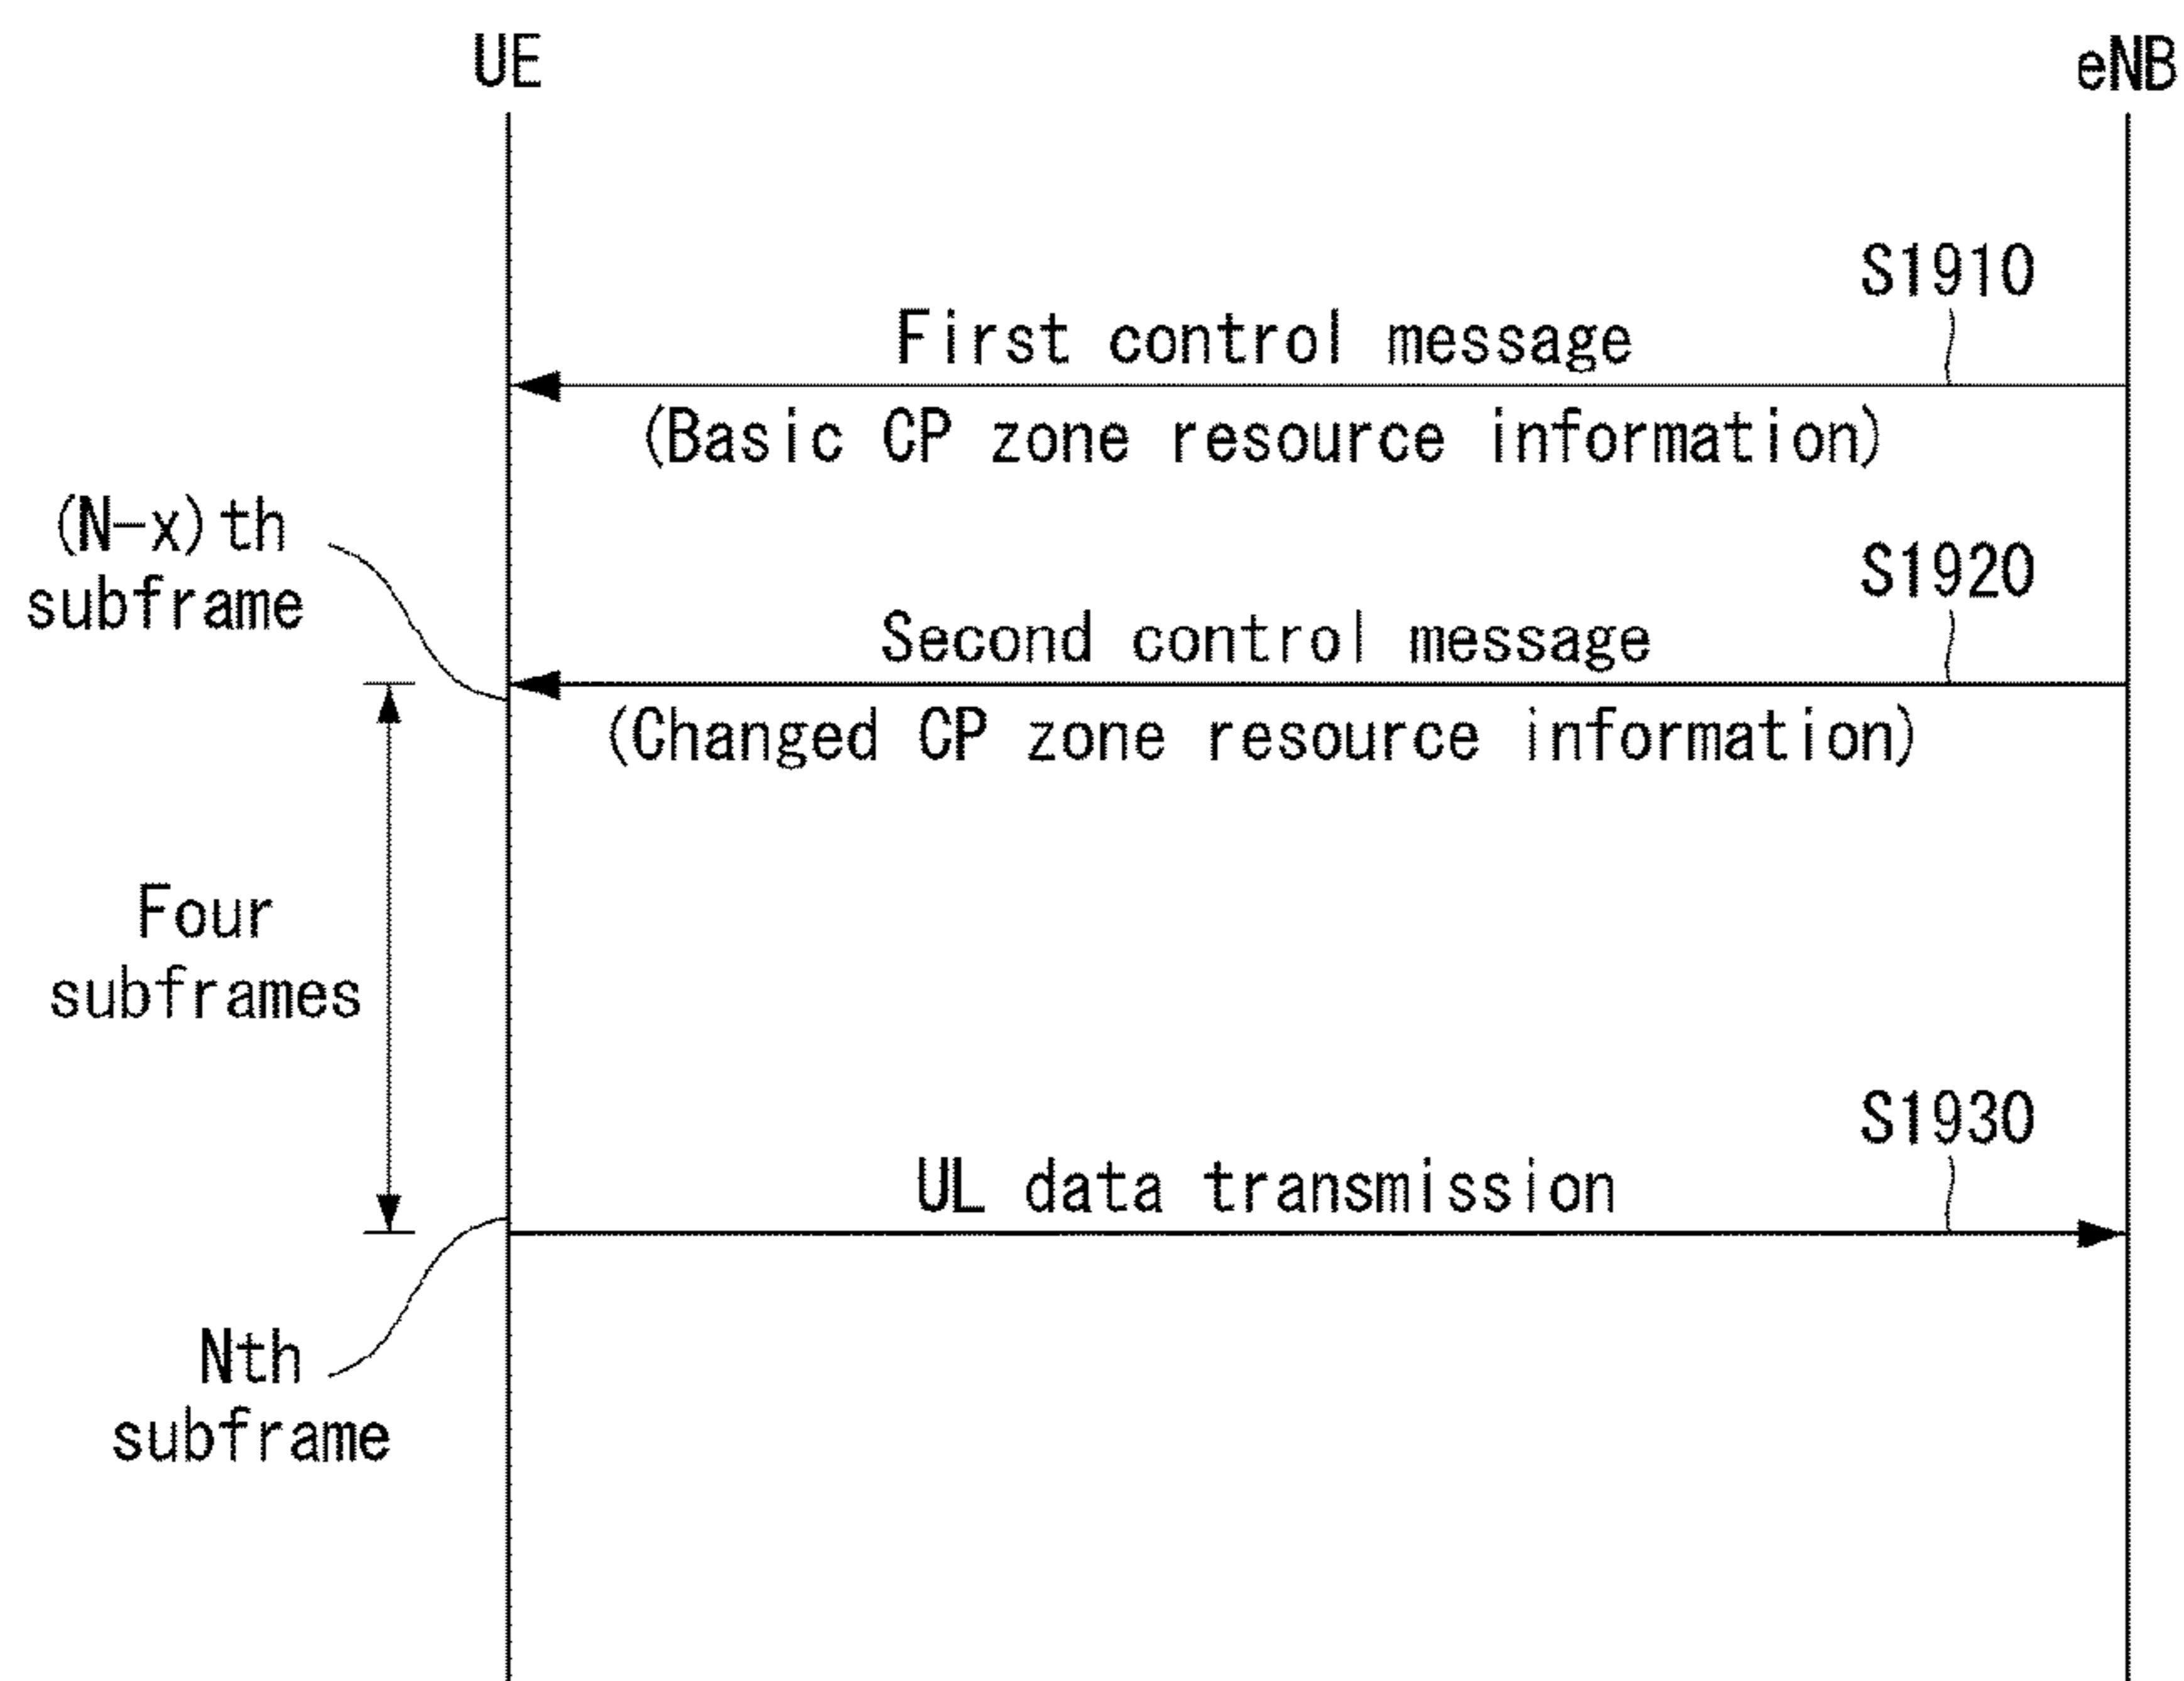 UE
eNB
S1910
First control message
(Basic CP zone resource information)
(N-x)th
subframe
S1920
Second control message
(Changed CP zone resource information)
Four
subframes
S1930
UL data transmission
Nth
subframe